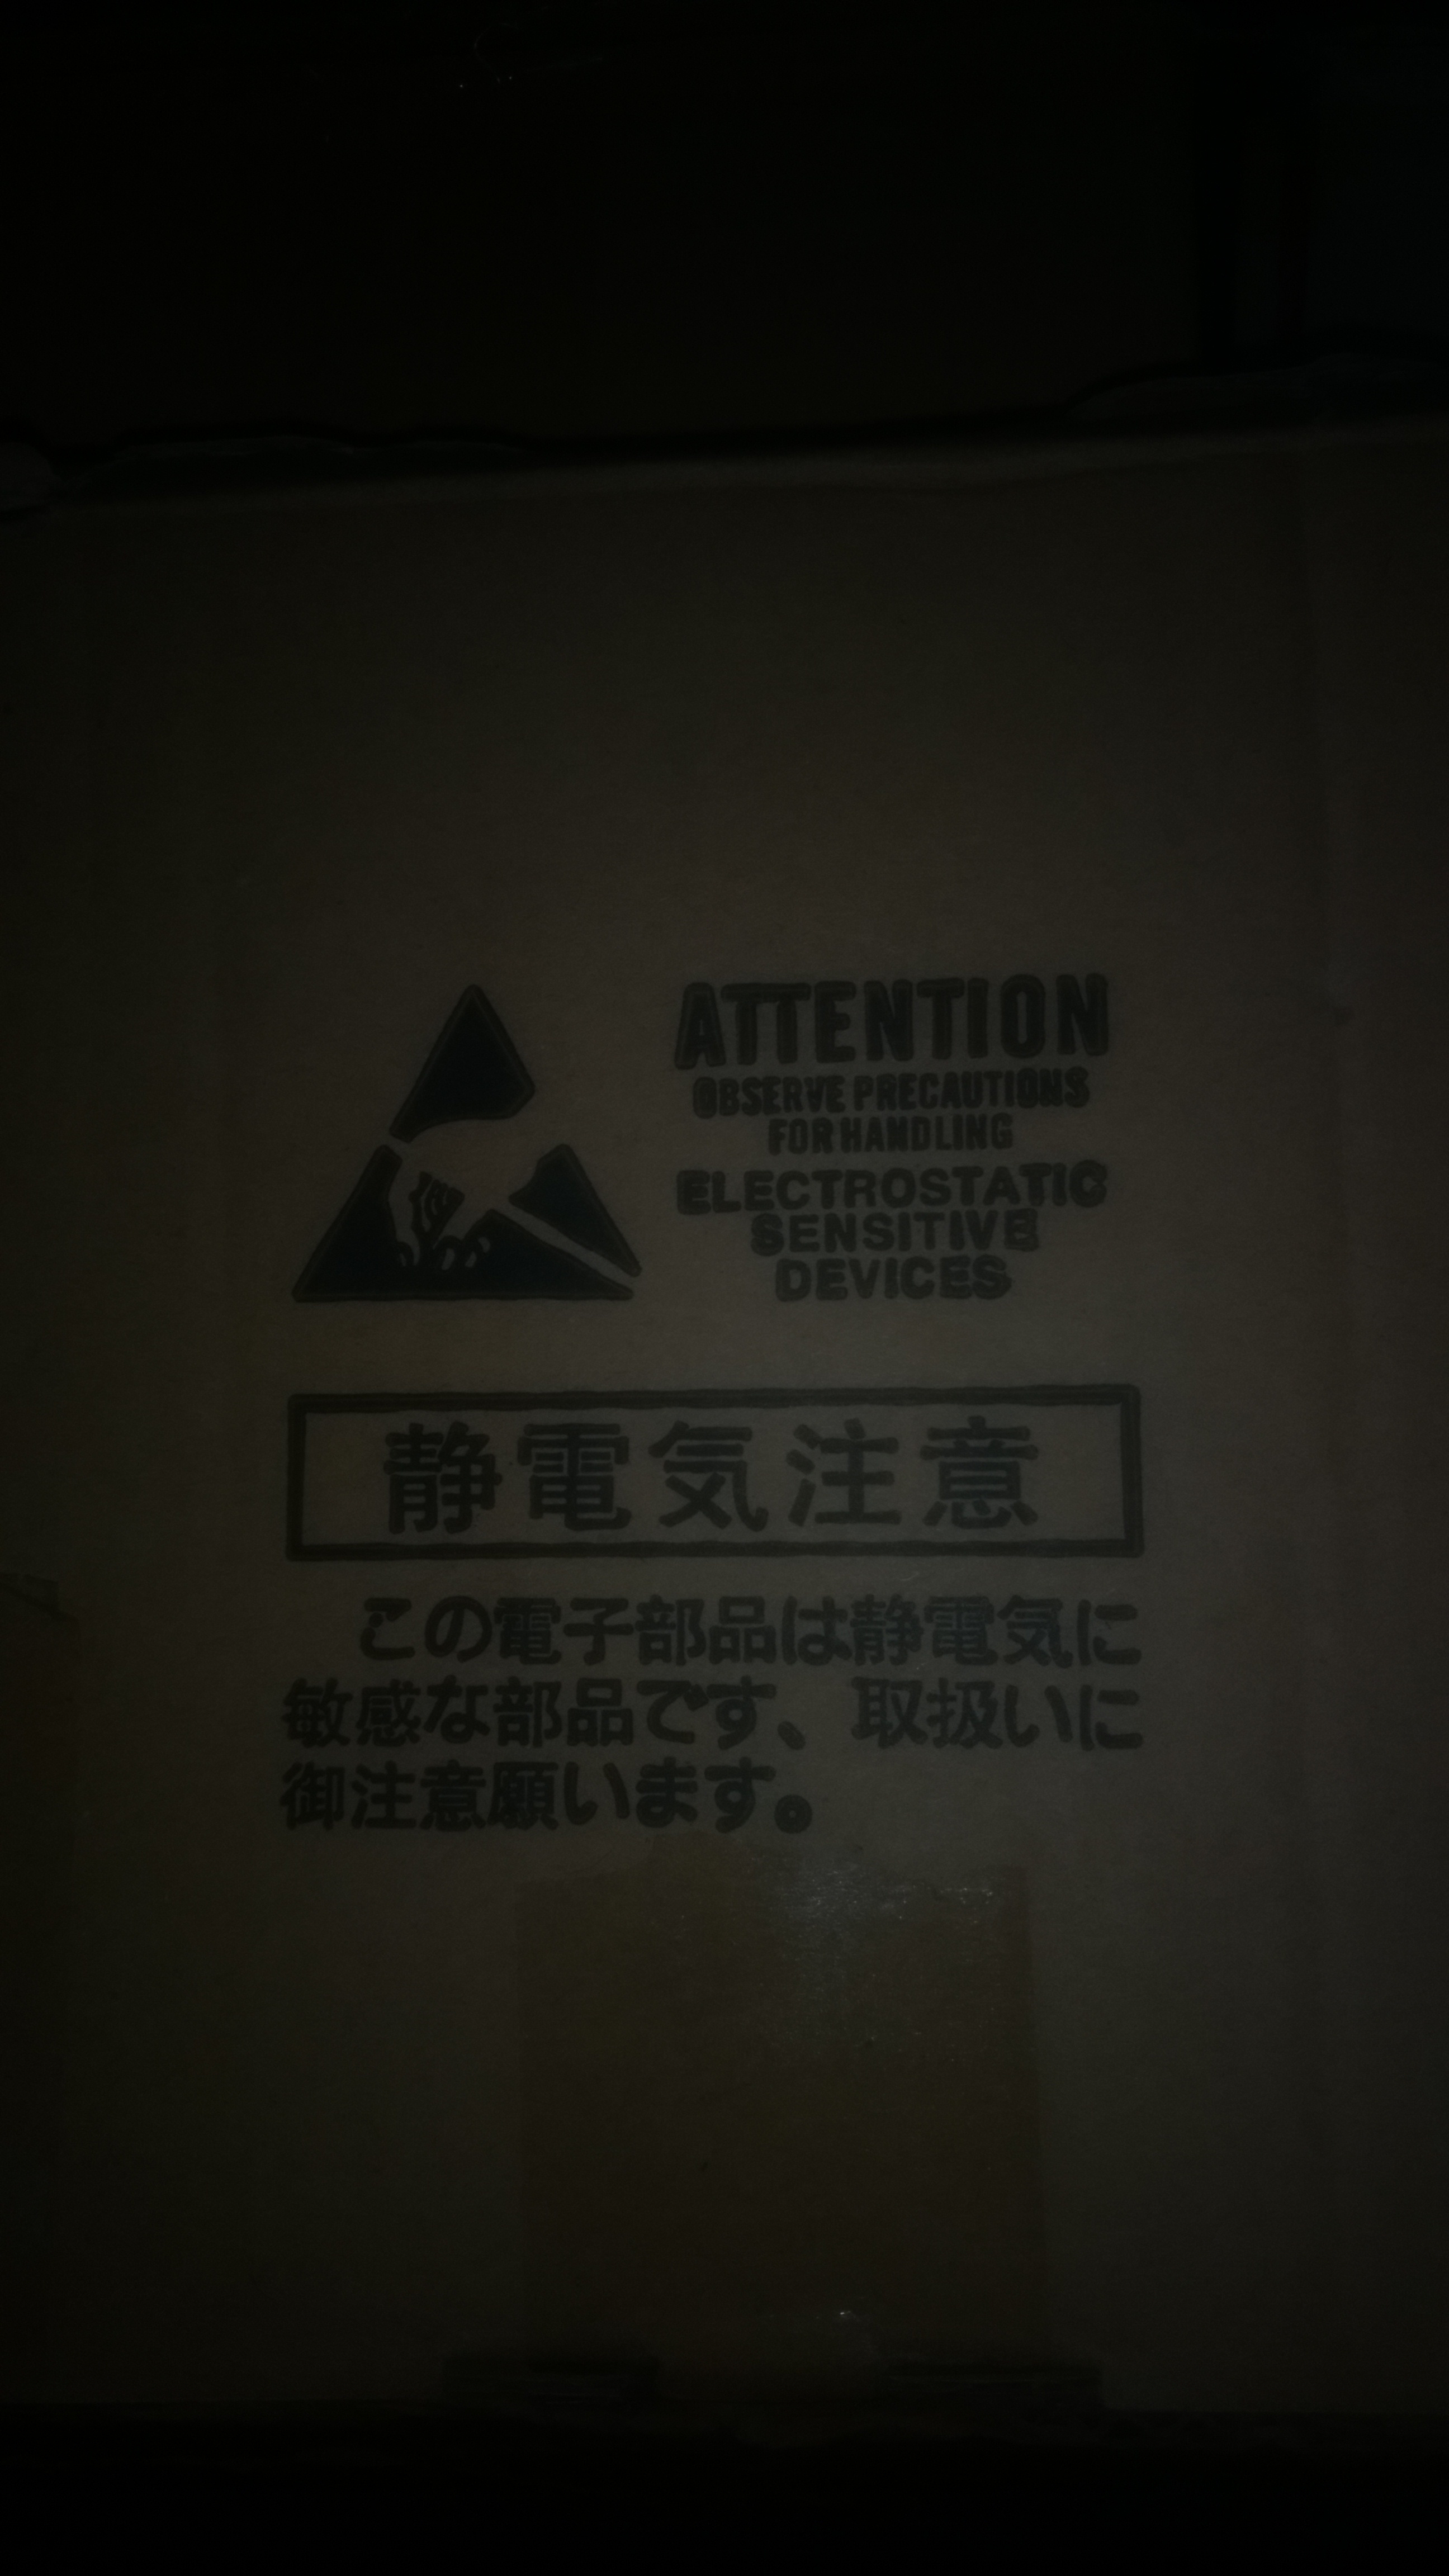 ATTENTION
OBSERVE PRECAUTIONS
FOR HANDLING
ELECTROSTATIC
SENSITIVE
DEVICES
静電気注意
この電子部品は静電気に
敏感な部品です、取扱いに
御注意願います。